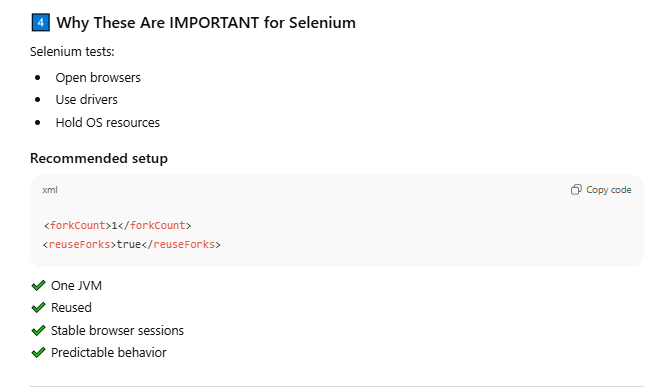 4 Why These Are IMPORTANT for Selenium
Selenium tests:
• Open browsers
• Use drivers
• Hold OS resources
Recommended setup
xml
Copy code
<forkCount>1</forkCount>
<reuseForks>true</reuseForks>
✔ One JVM
✔ Reused
✔ Stable browser sessions
✔ Predictable behavior